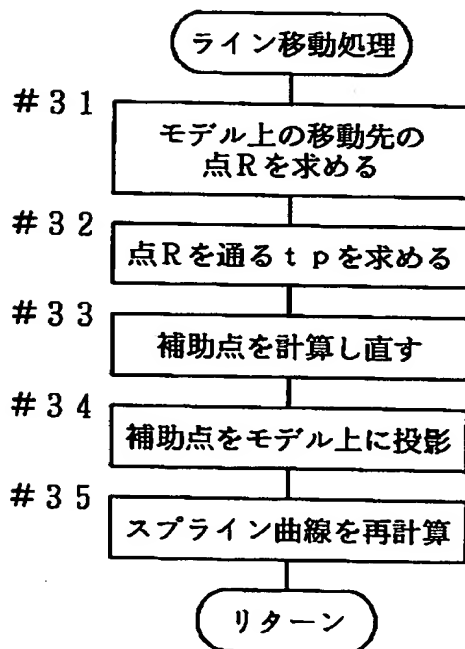 ライン移動処理
#31
モデル上の移動先の
点Rを求める
#32
点Rを通るtpを求める
#33
補助点を計算し直す
#34
補助点をモデル上に投影
#35
スプライン曲線を再計算
リターン